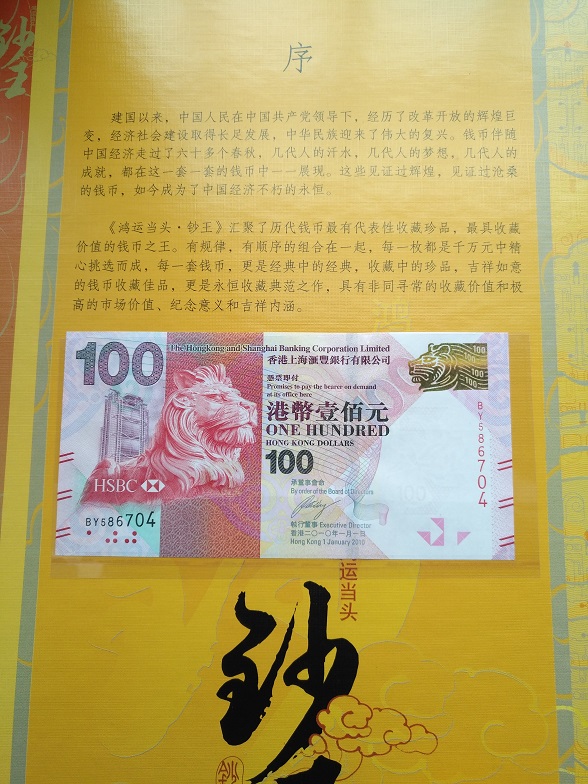 序
建国以来，中国人民在中国共产党领导下，经历了改革开放的辉煌巨
变，经济社会建设取得长足发展，中华民族迎来了伟大的复兴。钱币伴随
中国经济走过了六十多个春秋，几代人的汗水，几代人的梦想，几代人的
成就，都在这一套一套的钱币中一一展现。这些见证过辉煌，见证过沧桑
的钱币，如今成为了中国经济不朽的永恒。
《鸿运当头·钞王》汇聚了历代钱币最有代表性收藏珍品，最具收藏
价值的钱币之王。有规律，有顺序的组合在一起，每一枚都是千万元中精
心挑选而成，每一套钱币，更是经典中的经典，收藏中的珍品，吉祥如意
的钱币收藏佳品，更是永恒收藏典范之作，具有非同寻常的收藏价值和极
高的市场价值、纪念意义和吉祥内涵。
100
The Hongkong and Shanghai Banking Corporation Limited
香港上海滙豐銀行有限公司
憑票即付
Promises to pay the bearer on demand
at its office here
港幣壹佰元
ONE HUNDRED
HONG KONG DOLLARS
100
承董事會命
By order of the Board of Directors
執行董事 Executive Director
香港二〇一〇年一月一日
Hong Kong 1 January 2010
HSBC
BY586704
100
100
100
100
BY586704
运当头
钞
钞